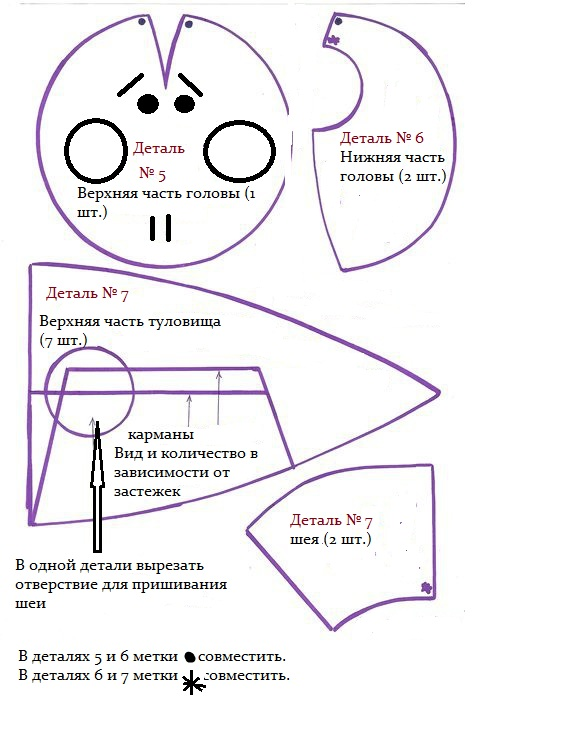 Деталь
№ 5
Верхняя часть головы (1
шт.)
Деталь № 6
Нижняя часть
головы (2 шт.)
Деталь № 7
Верхняя часть туловища
(7 шт.)
карманы
Вид и количество в
зависимости от
застежек
Деталь № 7
шея (2 шт.)
В одной детали вырезать
отверствие для пришивания
шеи
В деталях 5 и 6 метки совместить.
В деталях 6 и 7 метки совместить.